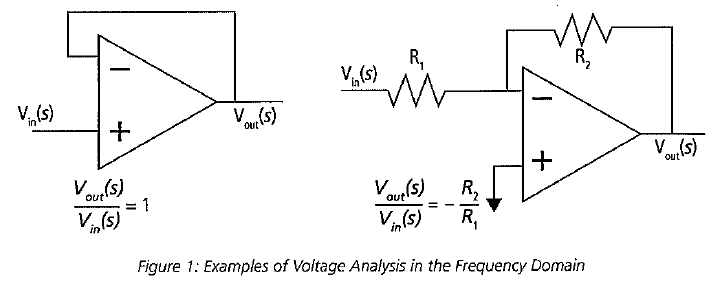 −
+
V_in(s)
V_out(s)
V_out(s)/V_in(s) = 1
V_in(s)
R_1
R_2
−
+
V_out(s)
V_out(s)/V_in(s) = − R_2/R_1
Figure 1: Examples of Voltage Analysis in the Frequency Domain